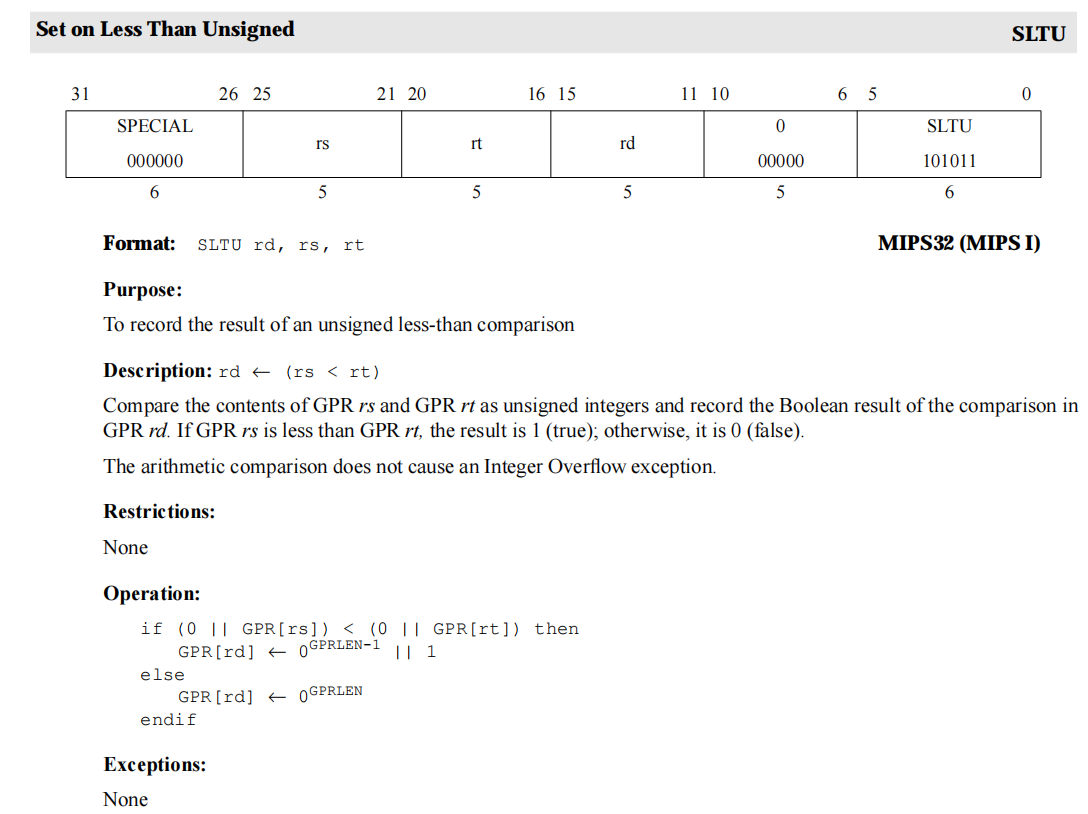 Set on Less Than Unsigned SLTU
31 26 25 21 20 16 15 11 10 6 5 0
SPECIAL 0 SLTU
rs rt rd
000000 00000 101011
6 5 5 5 5 6
Format: SLTU rd, rs, rt MIPS32 (MIPS I)
Purpose:
To record the result of an unsigned less-than comparison
Description: rd ← (rs < rt)
Compare the contents of GPR rs and GPR rt as unsigned integers and record the Boolean result of the comparison in
GPR rd. If GPR rs is less than GPR rt, the result is 1 (true); otherwise, it is 0 (false).
The arithmetic comparison does not cause an Integer Overflow exception.
Restrictions:
None
Operation:
if (0 || GPR[rs]) < (0 || GPR[rt]) then
GPR[rd] ← 0^GPRLEN-1 || 1
else
GPR[rd] ← 0^GPRLEN
endif
Exceptions:
None